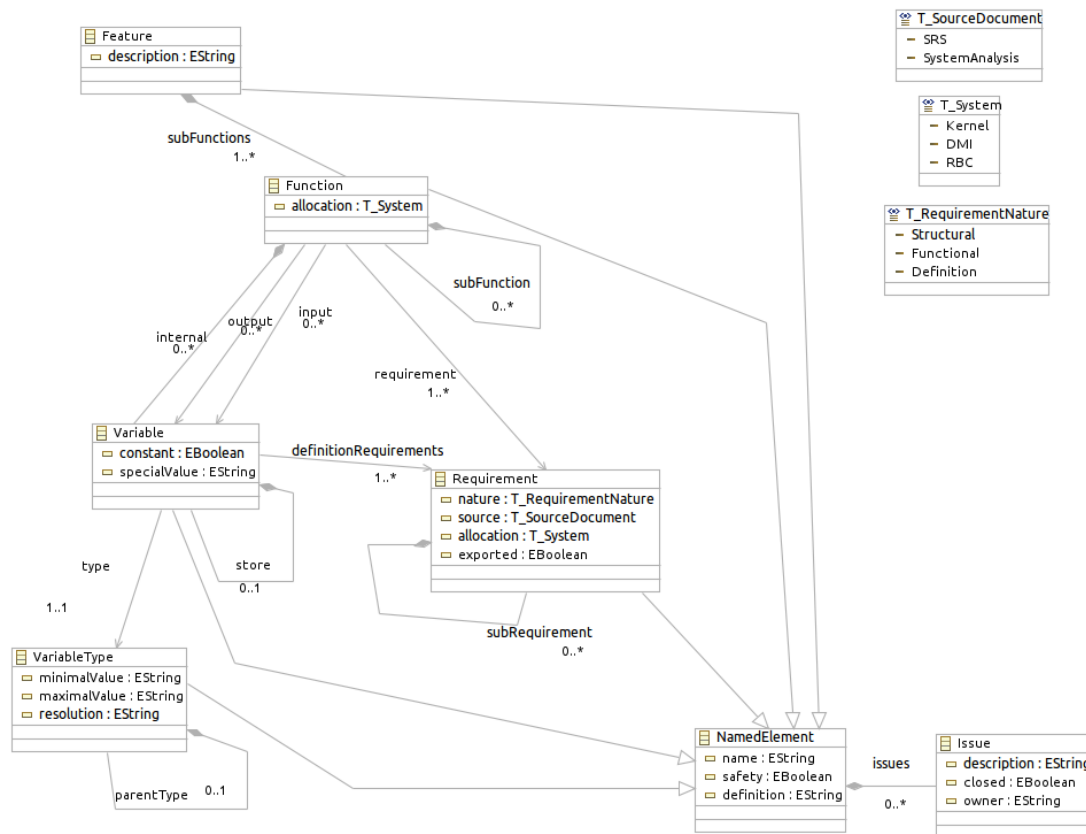 Feature
description : EString
subFunctions
1..*
Function
allocation : T_System
subFunction
0..*
internal
0..*
output
0..*
input
0..*
requirement
1..*
Variable
constant : EBoolean
specialValue : EString
definitionRequirements
1..*
Requirement
nature : T_RequirementNature
source : T_SourceDocument
allocation : T_System
exported : EBoolean
type
1..1
store
0..1
subRequirement
0..*
VariableType
minimalValue : EString
maximalValue : EString
resolution : EString
parentType
0..1
NamedElement
name : EString
safety : EBoolean
definition : EString
issues
0..*
Issue
description : EString
closed : EBoolean
owner : EString
T_SourceDocument
SRS
SystemAnalysis
T_System
Kernel
DMI
RBC
T_RequirementNature
Structural
Functional
Definition